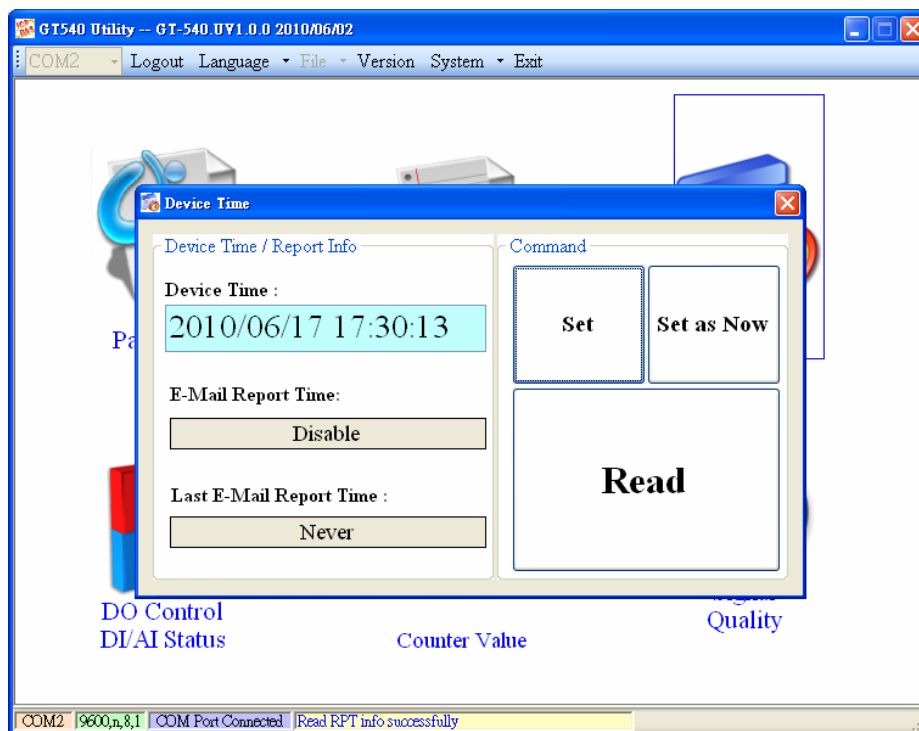 GT540 Utility -- GT-540.UV1.0.0 2010/06/02
COM2 Logout Language File Version System Exit
Device Time
Device Time / Report Info
Command
Device Time :
2010/06/17 17:30:13
Set
Set as Now
E-Mail Report Time:
Disable
Read
Last E-Mail Report Time :
Never
Pa
DO Control
DI/AI Status
Counter Value
Quality
COM2 9600,n,8,1 COM Port Connected Read RPT info successfully